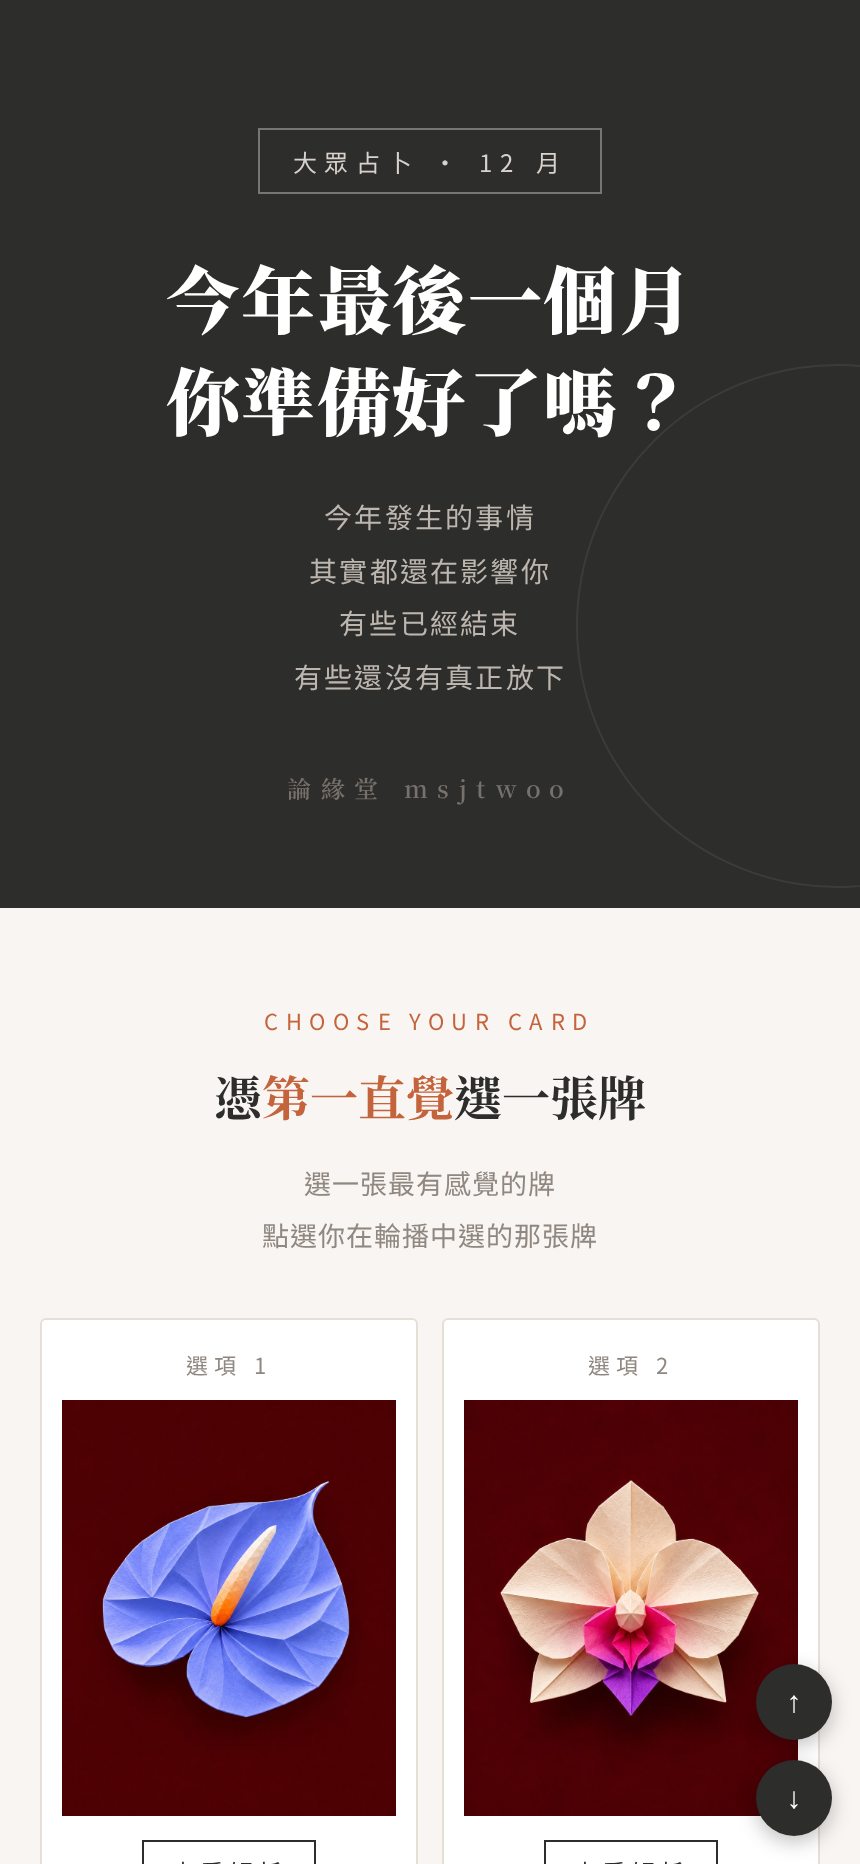 大眾占卜 · 12 月
今年最後一個月
你準備好了嗎？
今年發生的事情
其實都還在影響你
有些已經結束
有些還沒有真正放下
論緣堂 msjtwoo
CHOOSE YOUR CARD
憑第一直覺選一張牌
選一張最有感覺的牌
點選你在輪播中選的那張牌
選項 1
選項 2
↑
↓